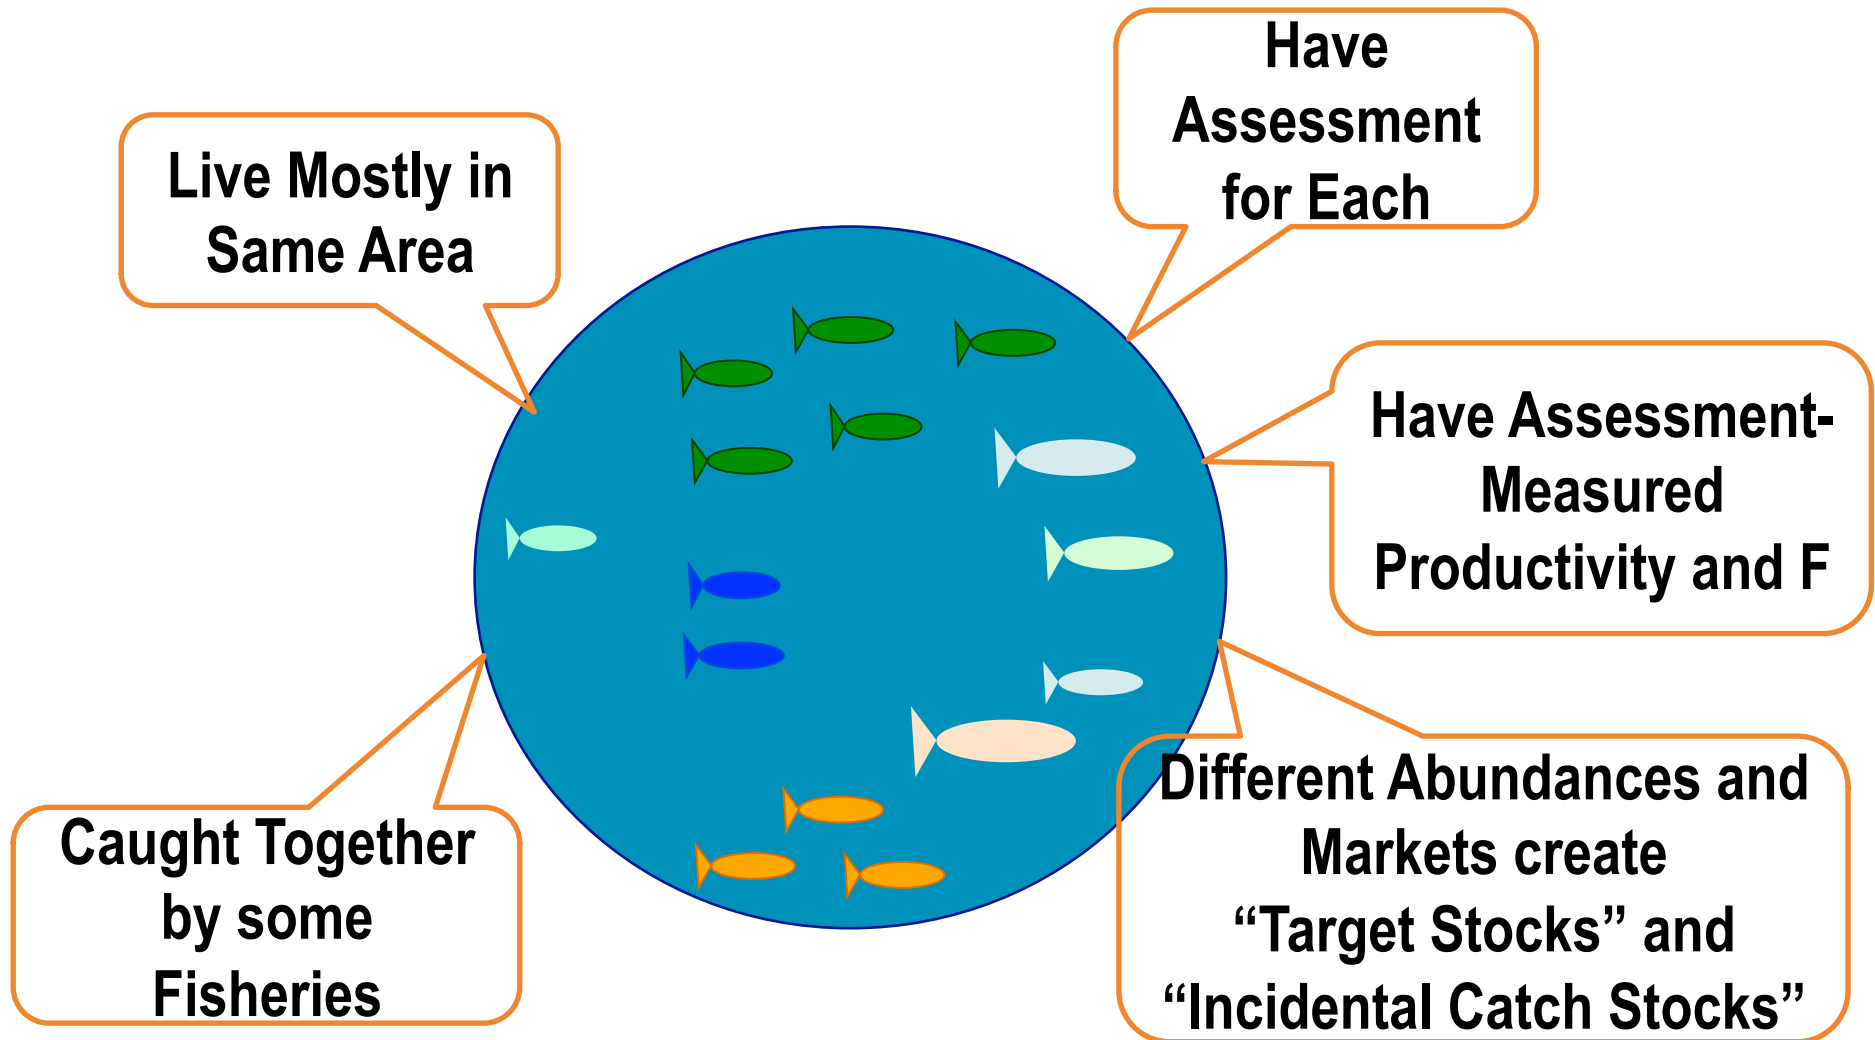 Have
Assessment
for Each
Live Mostly in
Same Area
Have Assessment-
Measured
Productivity and F
Different Abundances and
Markets create
“Target Stocks” and
“Incidental Catch Stocks”
Caught Together
by some
Fisheries